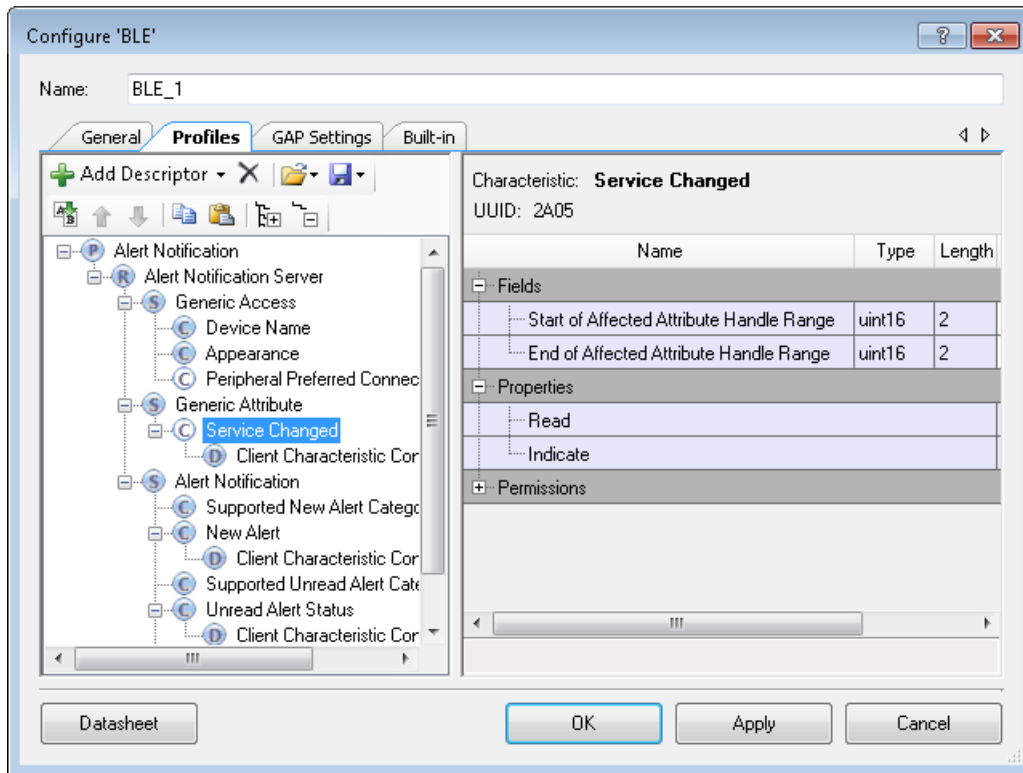 Configure 'BLE'
Name: BLE_1
General Profiles GAP Settings Built-in
Add Descriptor
A B
P Alert Notification
R Alert Notification Server
S Generic Access
C Device Name
C Appearance
C Peripheral Preferred Connec
S Generic Attribute
C Service Changed
D Client Characteristic Cor
S Alert Notification
C Supported New Alert Catego
C New Alert
D Client Characteristic Cor
C Supported Unread Alert Cate
C Unread Alert Status
D Client Characteristic Cor
Characteristic: Service Changed
UUID: 2A05
Name Type Length
Fields
Start of Affected Attribute Handle Range uint16 2
End of Affected Attribute Handle Range uint16 2
Properties
Read
Indicate
Permissions
Datasheet OK Apply Cancel